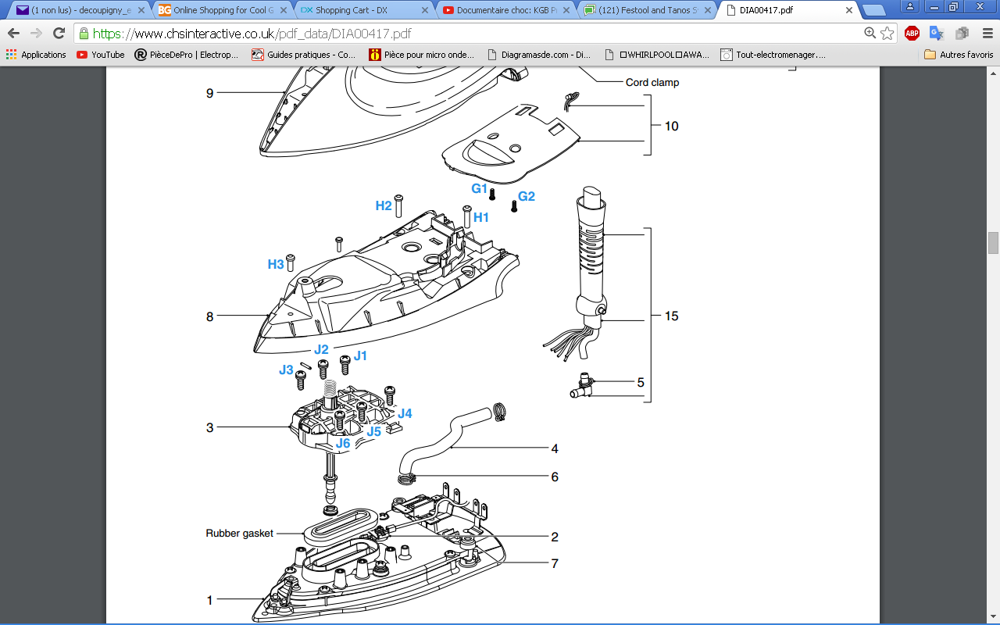 (1 non lus) - decoupigny_e
Online Shopping for Cool G
Shopping Cart - DX
Documentaire choc: KGB P
(121) Festool and Tanos S
DIA00417.pdf
https://www.chsinteractive.co.uk/pdf_data/DIA00417.pdf
ABP
Applications
YouTube
PièceDePro | Electrop...
Guides pratiques - Co...
Pièce pour micro onde...
Diagramasde.com - Di...
□WHIRLPOOL□AWA...
Tout-electromenager....
Autres favoris
Cord clamp
9
10
G1
G2
H2
H1
H3
8
15
J2
J1
J3
5
J4
3
J5
J6
4
6
Rubber gasket
2
7
1